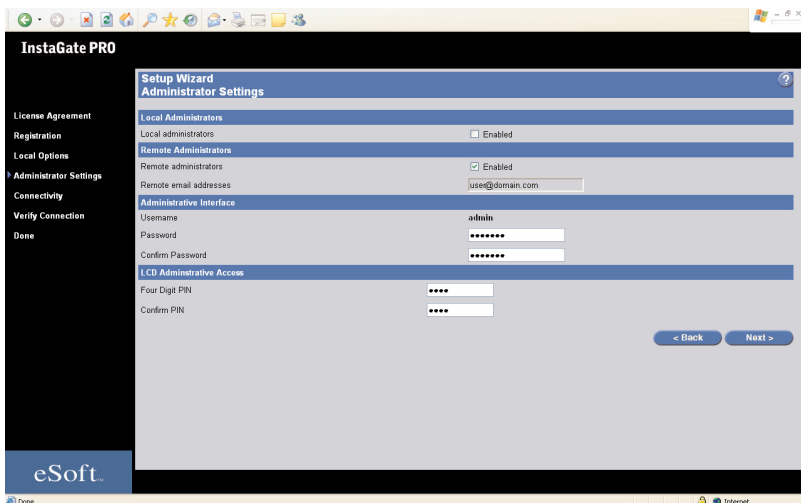 InstaGate PRO
Setup Wizard
Administrator Settings
?
License Agreement
Registration
Local Options
Administrator Settings
Connectivity
Verify Connection
Done
Local Administrators
Local administrators Enabled
Remote Administrators
Remote administrators Enabled
Remote email addresses user@domain.com
Administrative Interface
Username admin
Password •••••••
Confirm Password •••••••
LCD Adminstrative Access
Four Digit PIN ••••
Confirm PIN ••••
< Back Next >
eSoft
Done Internet